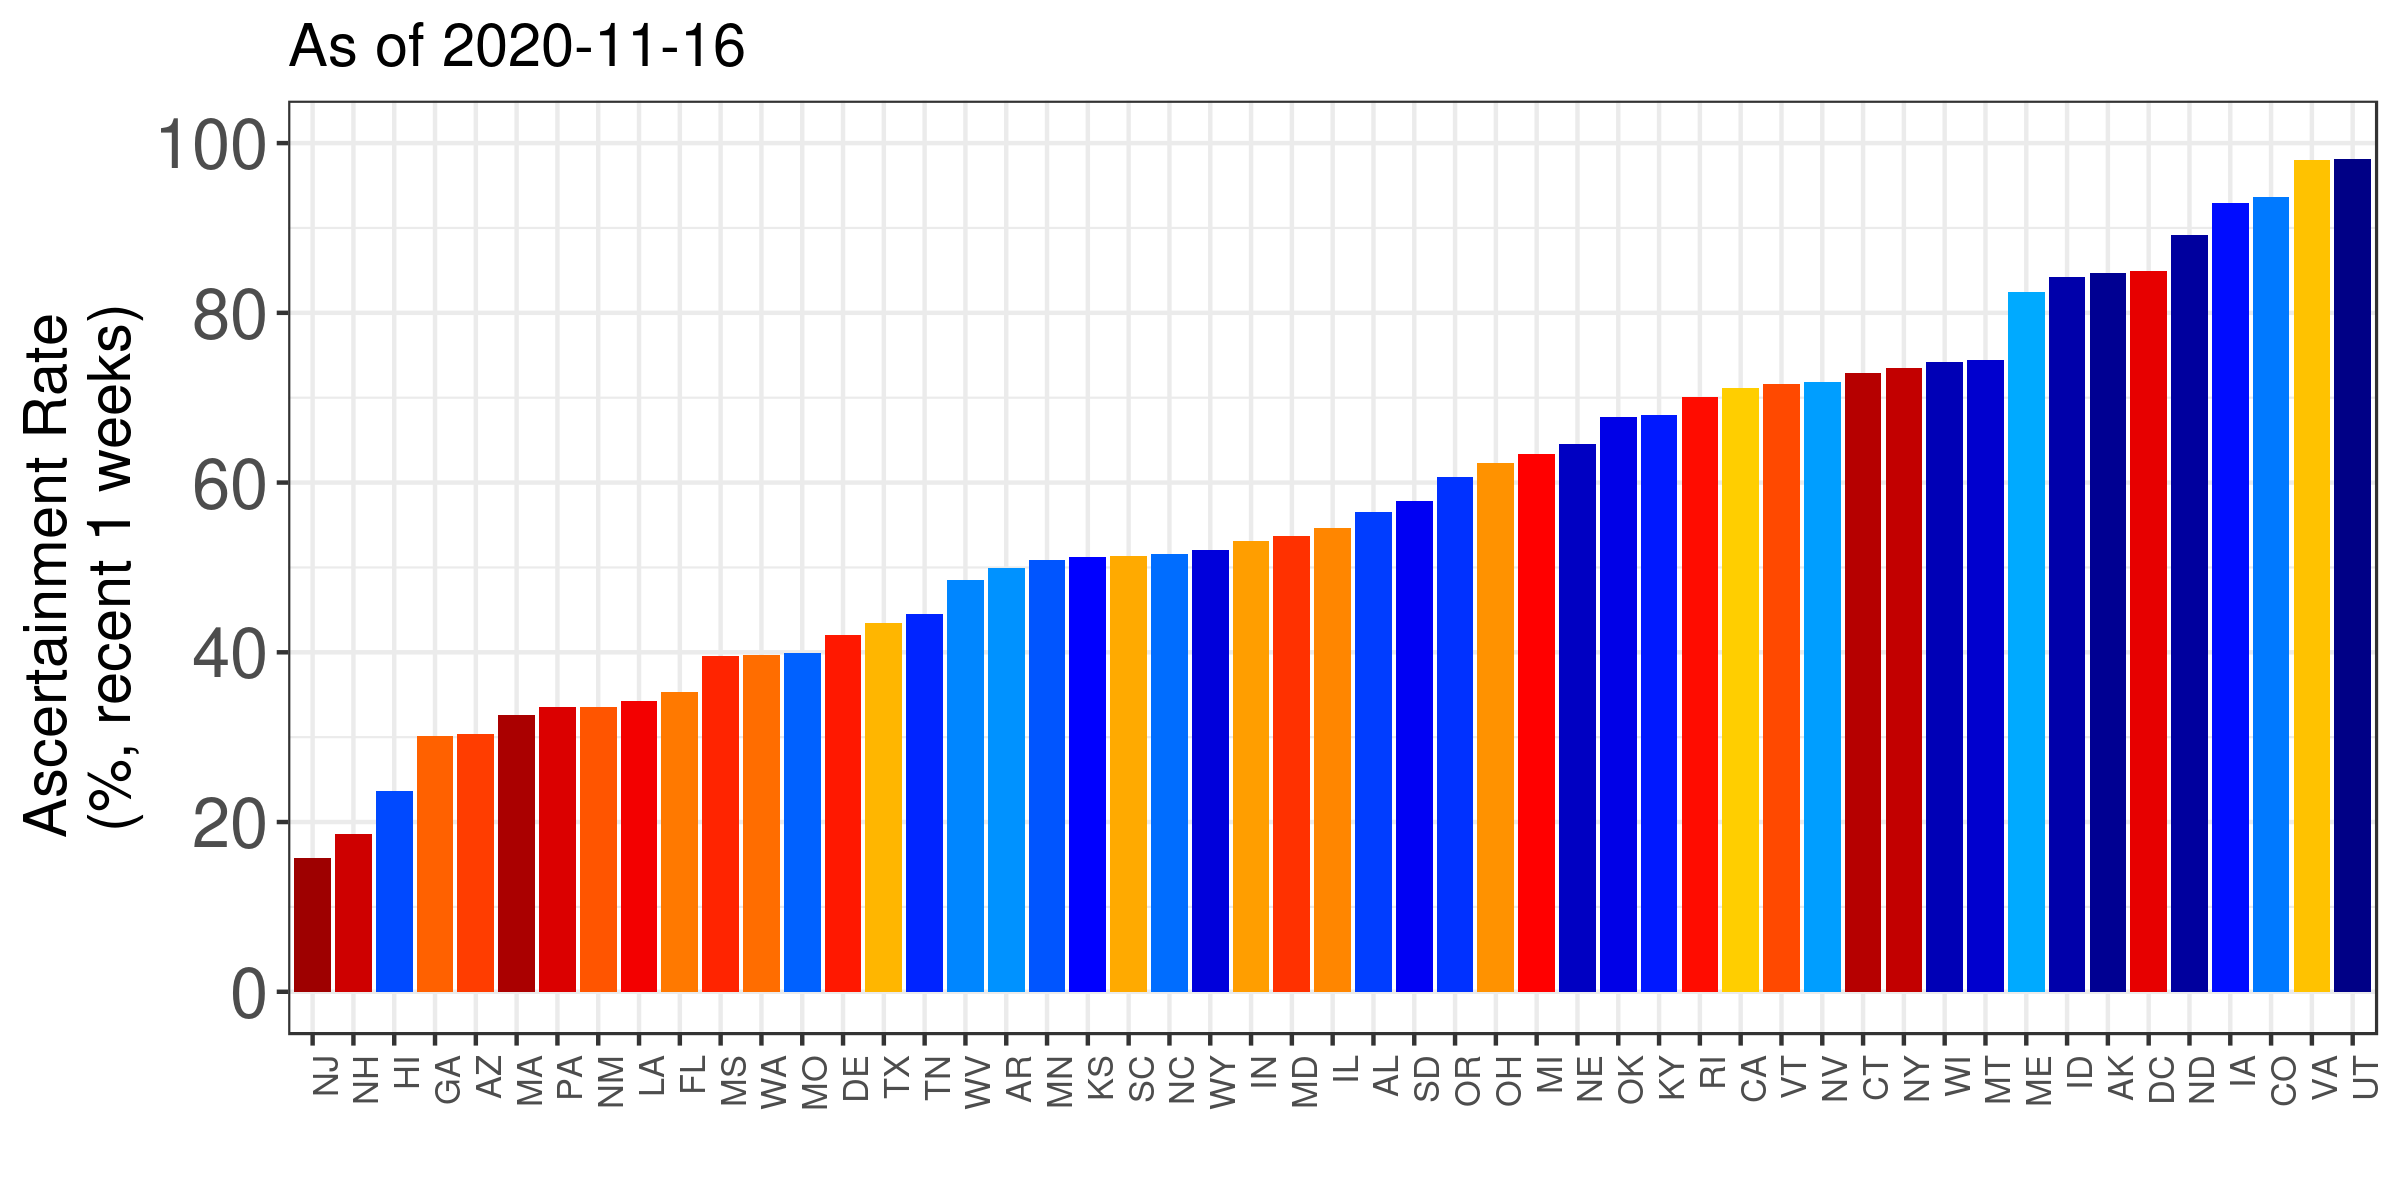 As of 2020-11-16
Ascertainment Rate
(%, recent 1 weeks)
100
80
60
40
20
0
NJ
NH
HI
GA
AZ
MA
PA
NM
LA
FL
MS
WA
MO
DE
TX
TN
WV
AR
MN
KS
SC
NC
WY
IN
MD
IL
AL
SD
OR
OH
MI
NE
OK
KY
RI
CA
VT
NV
CT
NY
WI
MT
ME
ID
AK
DC
ND
IA
CO
VA
UT